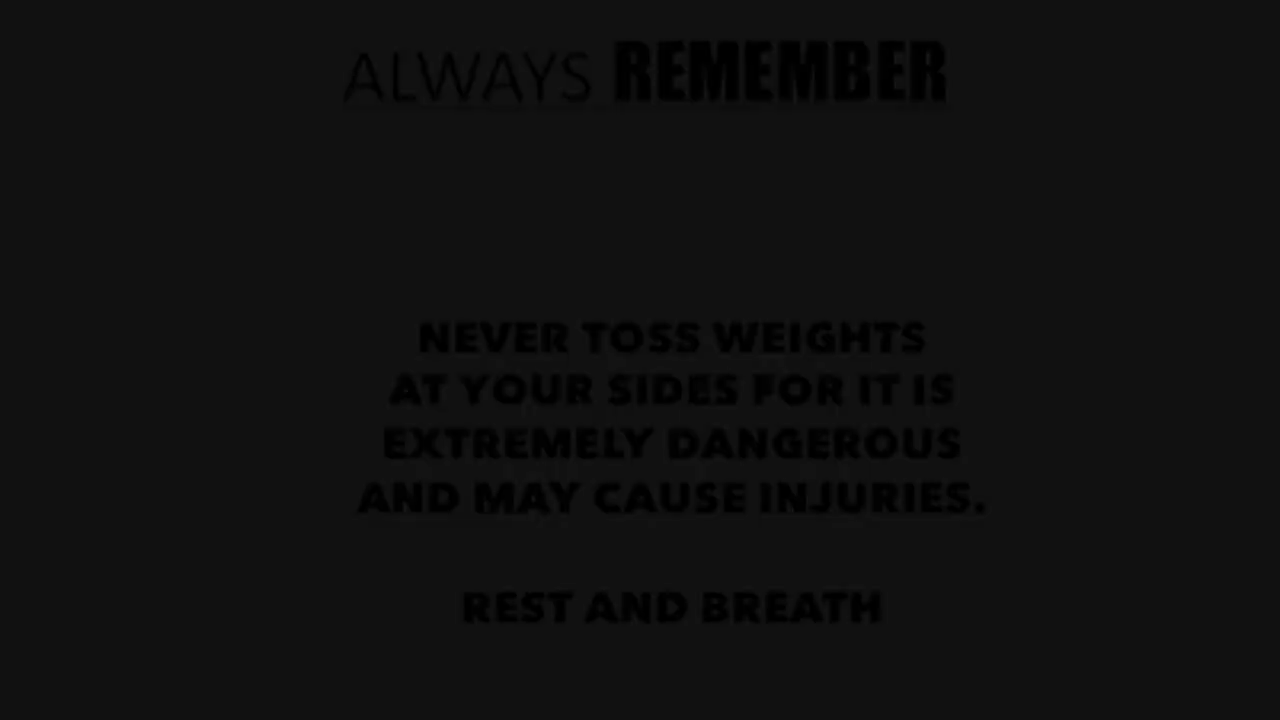 ALWAYS REMEMBER
NEVER TOSS WEIGHTS
AT YOUR SIDES FOR IT IS
EXTREMELY DANGEROUS
AND MAY CAUSE INJURIES.
REST AND BREATH